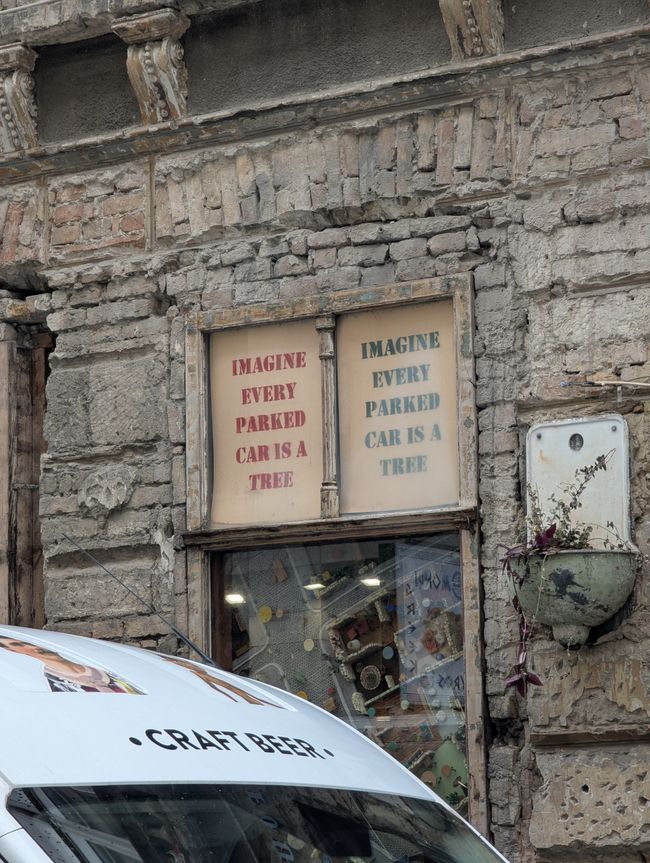 IMAGINE
EVERY
PARKED
CAR IS A
TREE
IMAGINE
EVERY
PARKED
CAR IS A
TREE
• CRAFT BEER •